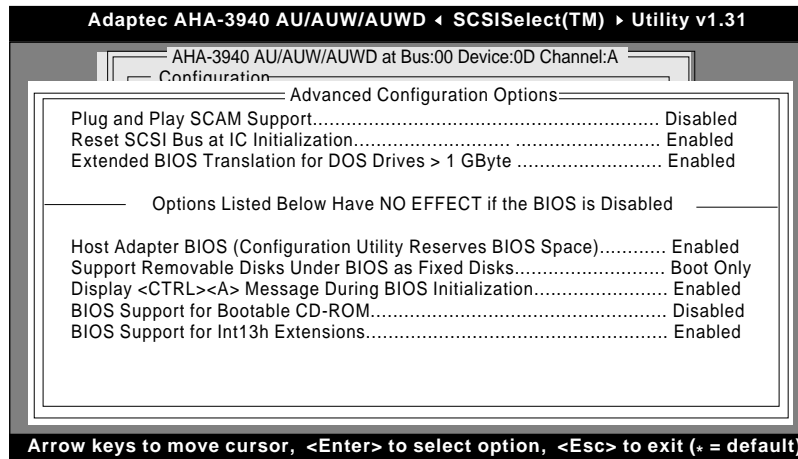 Adaptec AHA-3940 AU/AUW/AUWD ◂ SCSISelect(TM) ▸ Utility v1.31
AHA-3940 AU/AUW/AUWD at Bus:00 Device:0D Channel:A
Configuration
Advanced Configuration Options
Plug and Play SCAM Support............................................................ Disabled
Reset SCSI Bus at IC Initialization........................... ......................... Enabled
Extended BIOS Translation for DOS Drives > 1 GByte ......................... Enabled
Options Listed Below Have NO EFFECT if the BIOS is Disabled
Host Adapter BIOS (Configuration Utility Reserves BIOS Space)............ Enabled
Support Removable Disks Under BIOS as Fixed Disks.......................... Boot Only
Display <CTRL><A> Message During BIOS Initialization....................... Enabled
BIOS Support for Bootable CD-ROM................................................... Disabled
BIOS Support for Int13h Extensions.................................................... Enabled
Arrow keys to move cursor, <Enter> to select option, <Esc> to exit (* = default)